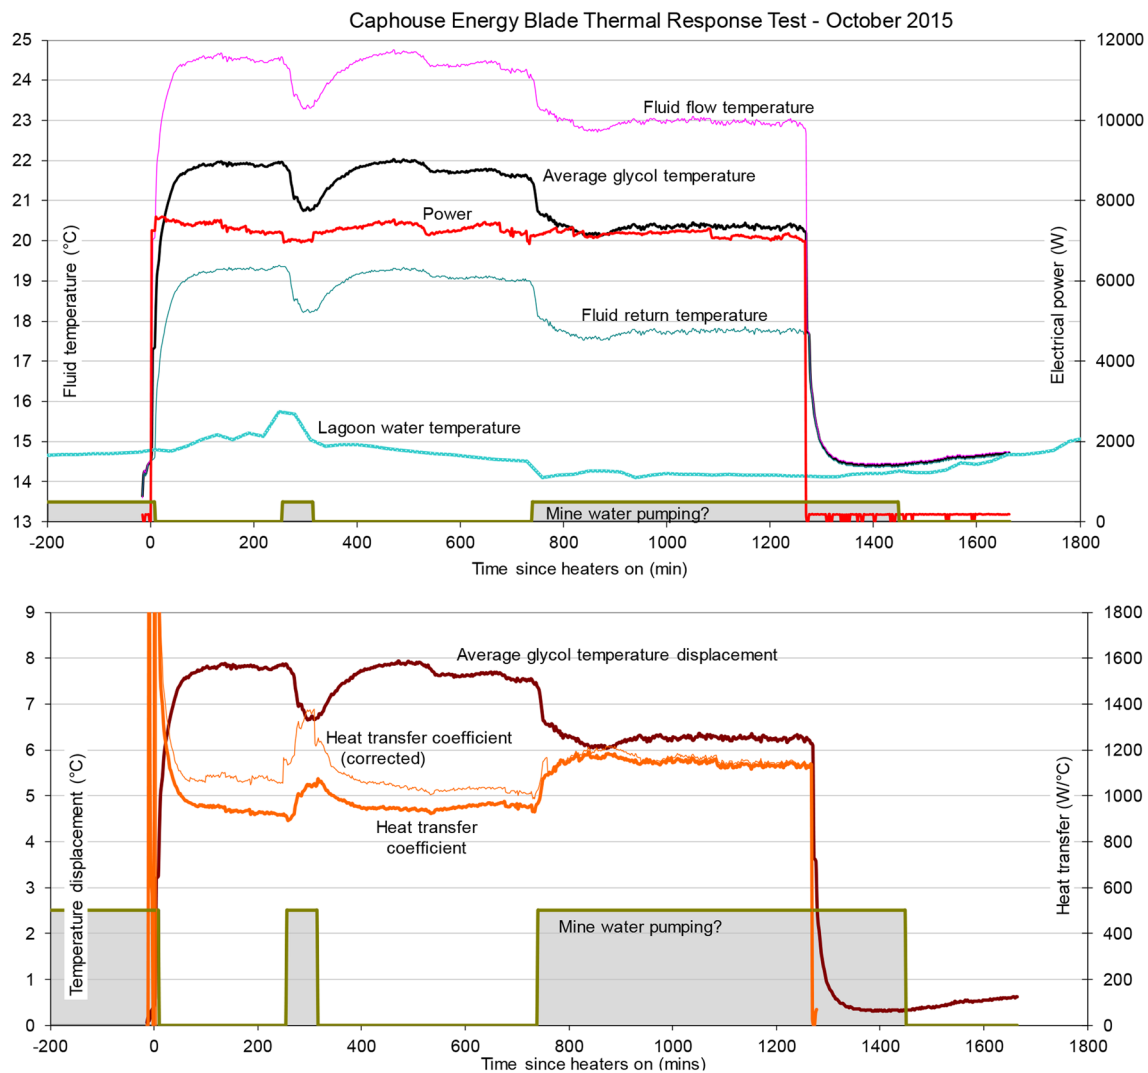 Caphouse Energy Blade Thermal Response Test - October 2015
25
24
23
22
21
20
19
18
17
16
15
14
13
Fluid temperature (°C)
12000
10000
8000
6000
4000
2000
0
Electrical power (W)
Fluid flow temperature
Average glycol temperature
Power
Fluid return temperature
Lagoon water temperature
Mine water pumping?
-200 0 200 400 600 800 1000 1200 1400 1600 1800
Time since heaters on (min)
9
8
7
6
5
4
3
2
1
0
Temperature displacement (°C)
1800
1600
1400
1200
1000
800
600
400
200
0
Heat transfer (W/°C)
Average glycol temperature displacement
Heat transfer coefficient
(corrected)
Heat transfer
coefficient
Mine water pumping?
-200 0 200 400 600 800 1000 1200 1400 1600 1800
Time since heaters on (mins)